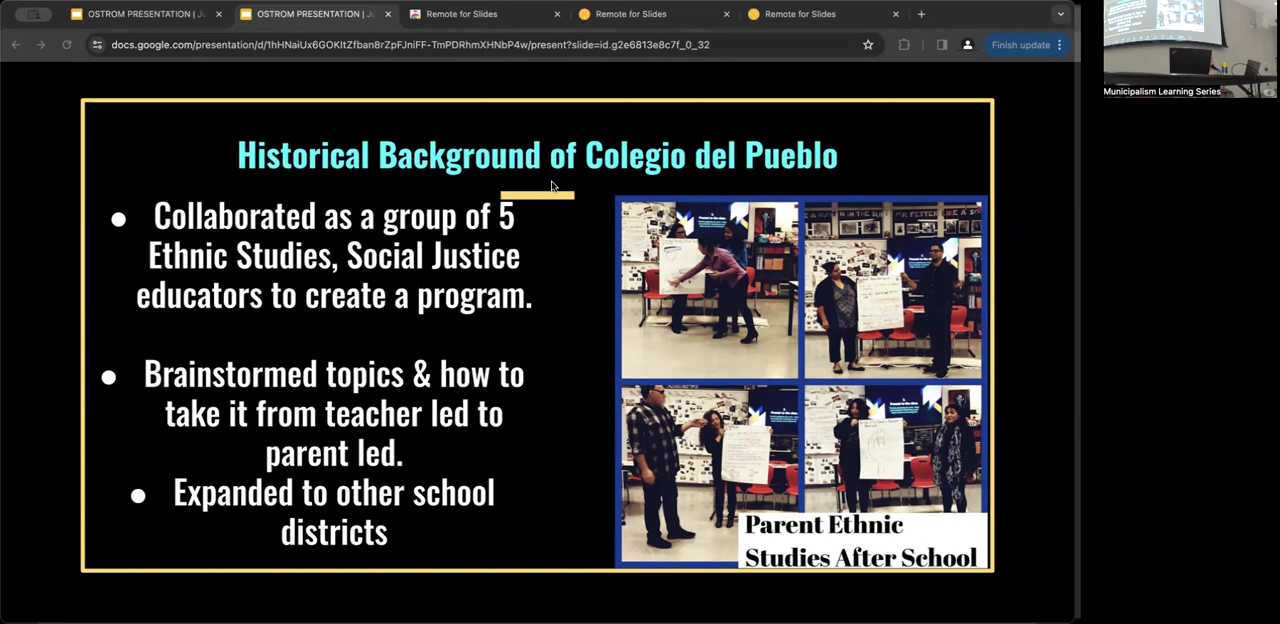 OSTROM PRESENTATION | Ju
OSTROM PRESENTATION | Ju
Remote for Slides
Remote for Slides
Remote for Slides
docs.google.com/presentation/d/1hHNaiUx6GOKItZfban8rZpFJniFF-TmPDRhmXHNbP4w/present?slide=id.g2e6813e8c7f_0_32
Finish update
Municipalism Learning Series
Historical Background of Colegio del Pueblo
● Collaborated as a group of 5
Ethnic Studies, Social Justice
educators to create a program.
● Brainstormed topics & how to
take it from teacher led to
parent led.
● Expanded to other school
districts
Parent Ethnic
Studies After School